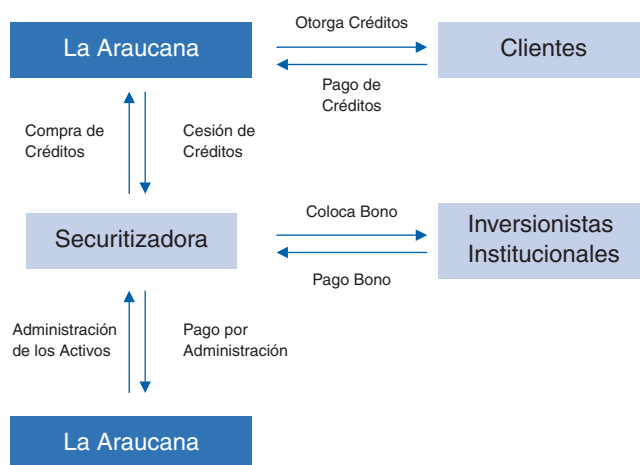 La Araucana
Otorga Créditos
Clientes
Pago de
Créditos
Compra de
Créditos
Cesión de
Créditos
Securitizadora
Coloca Bono
Inversionistas
Institucionales
Pago Bono
Administración
de los Activos
Pago por
Administración
La Araucana